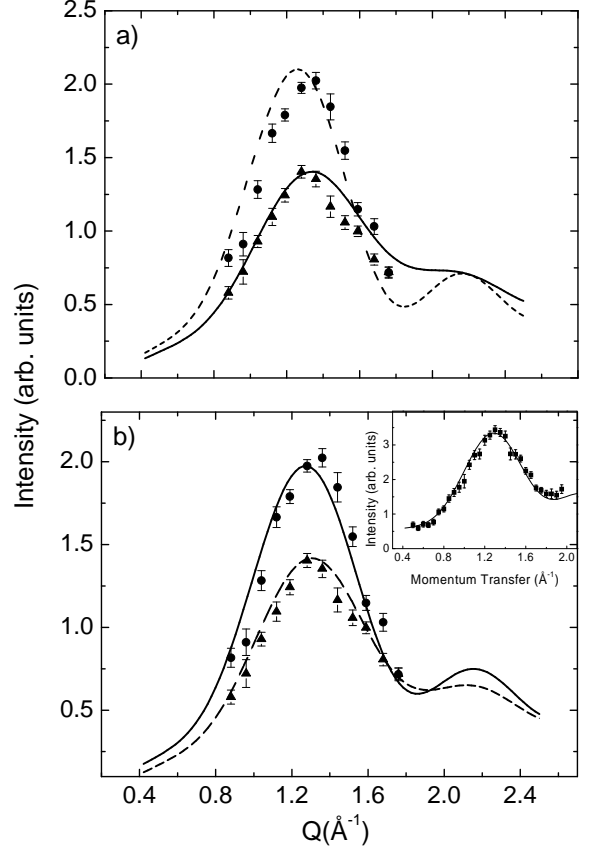 a)
2.5
2.0
1.5
1.0
0.5
0.0
Intensity (arb. units)
b)
2.0
1.5
1.0
0.5
Intensity (arb. units)
3
2
1
0
0.4 0.8 1.2 1.6 2.0
Momentum Transfer (Å⁻¹)
0.4 0.8 1.2 1.6 2.0 2.4
Q(Å⁻¹)